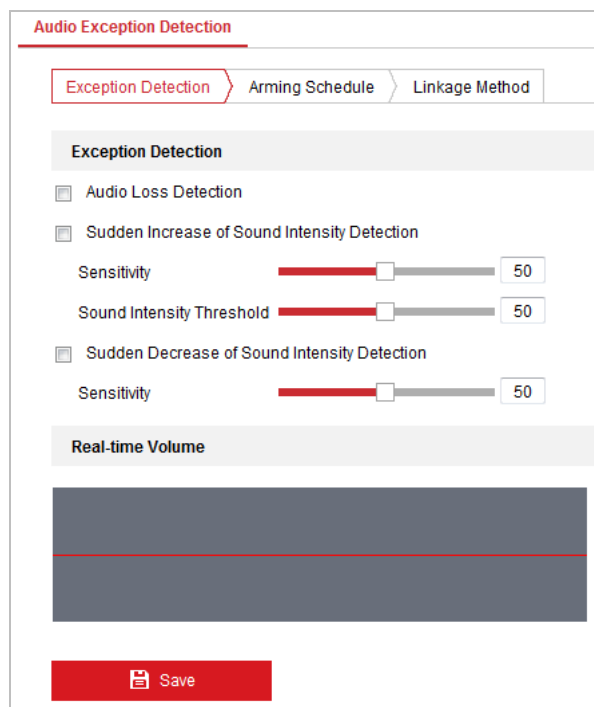 Audio Exception Detection
Exception Detection Arming Schedule Linkage Method
Exception Detection
Audio Loss Detection
Sudden Increase of Sound Intensity Detection
Sensitivity 50
Sound Intensity Threshold 50
Sudden Decrease of Sound Intensity Detection
Sensitivity 50
Real-time Volume
Save